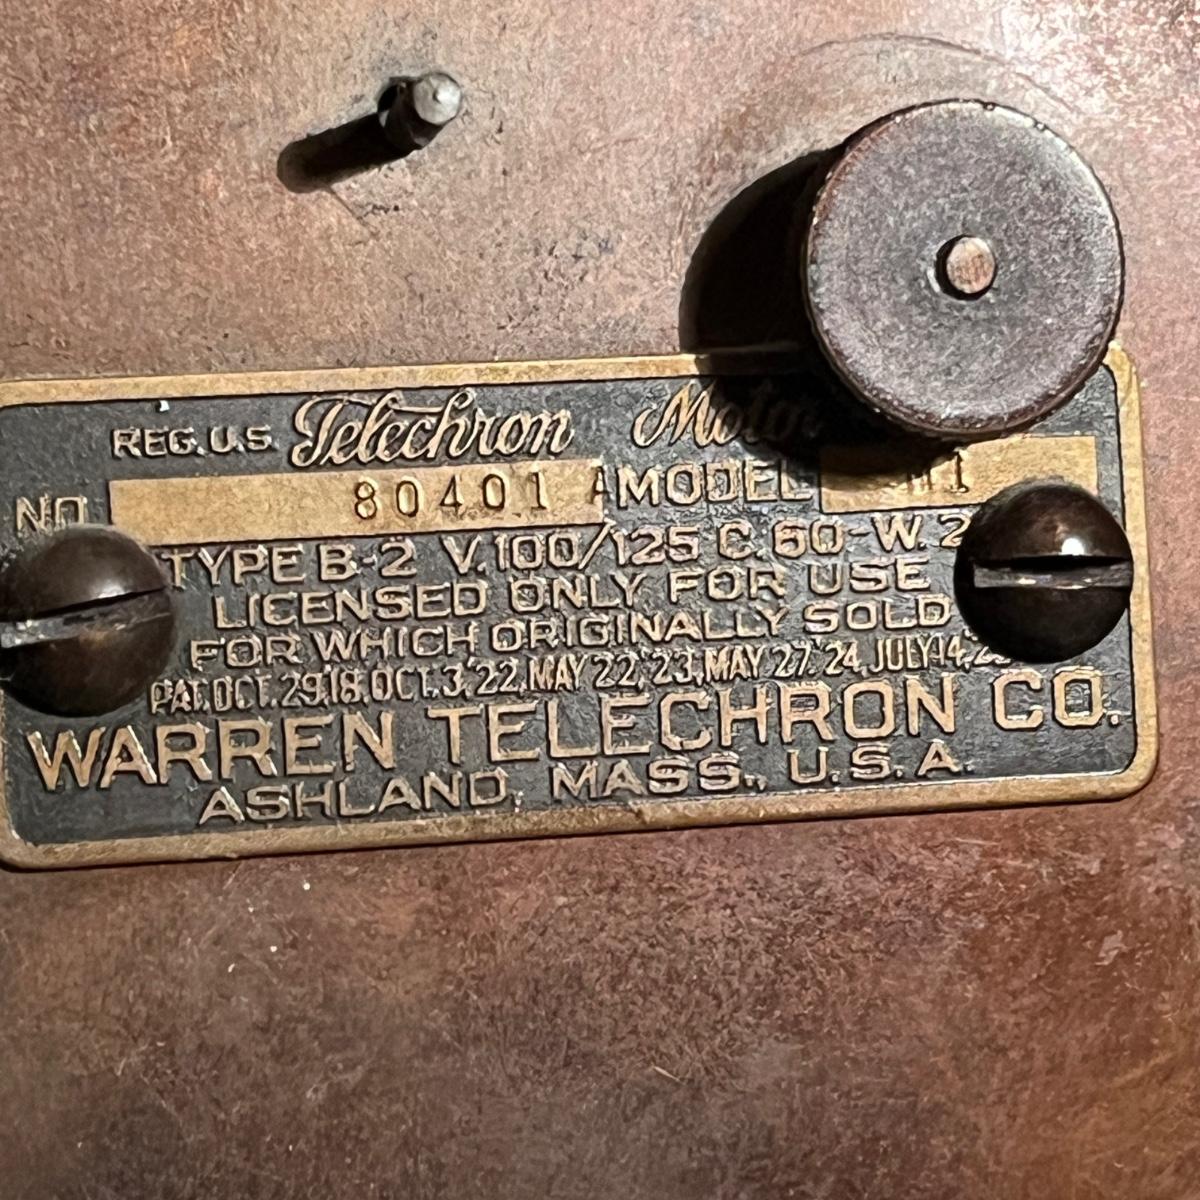 REG. U.S. Telechron Motor
NO. 80401 A MODEL
TYPE B-2 V. 100/125 C. 60-W. 2
LICENSED ONLY FOR USE
FOR WHICH ORIGINALLY SOLD
PAT. OCT. 29,18, OCT. 3,'22, MAY 22,'23, MAY 27,'24, JULY 14,
WARREN TELECHRON CO.
ASHLAND, MASS., U.S.A.